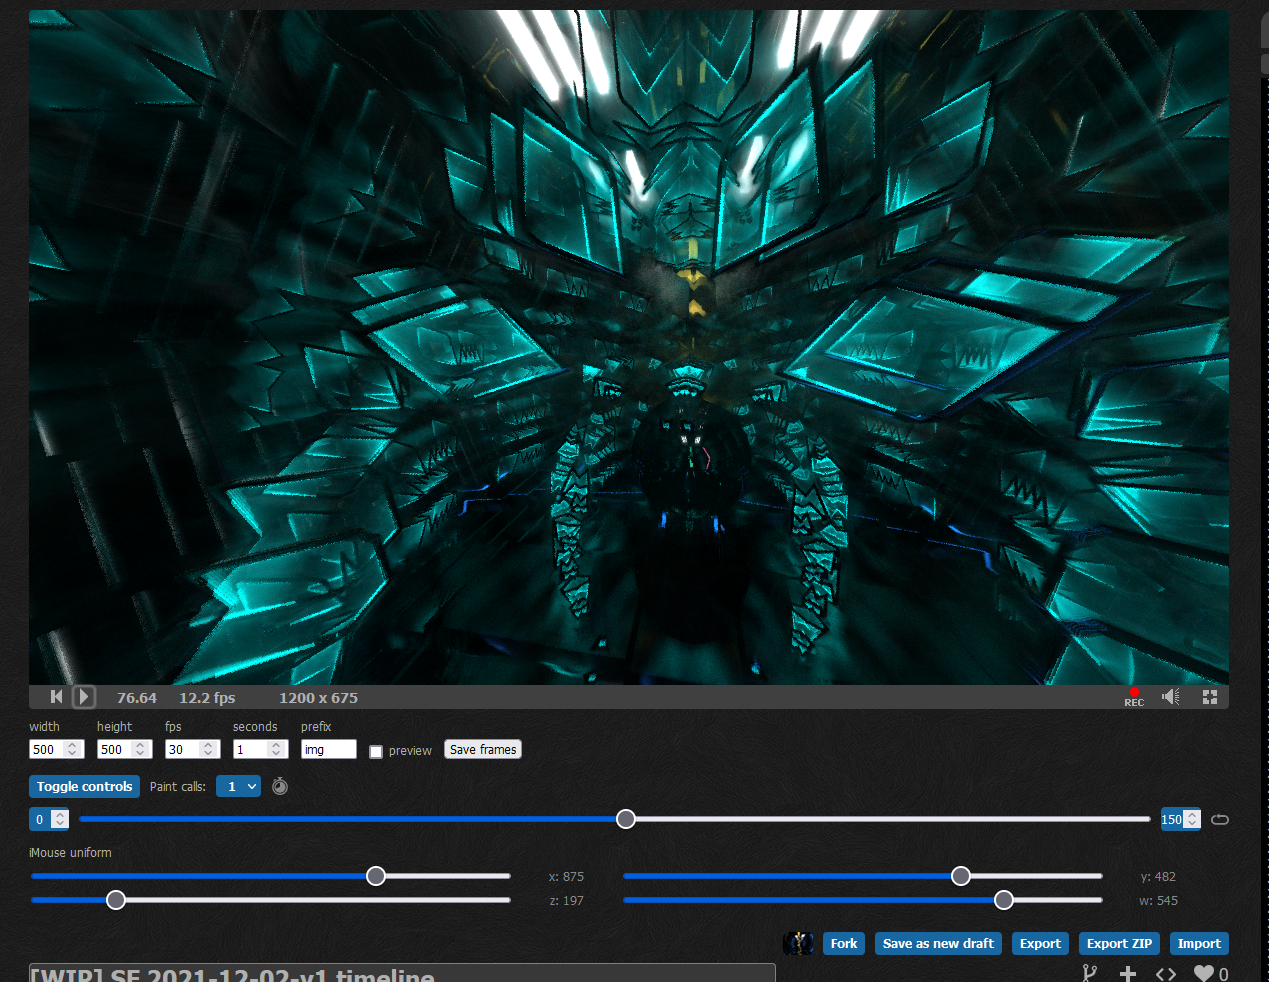 76.64 12.2 fps 1200 x 675 REC
width height fps seconds prefix
500 500 30 1 img preview Save frames
Toggle controls Paint calls: 1
0 150
iMouse uniform
x: 875 y: 482
z: 197 w: 545
Fork Save as new draft Export Export ZIP Import
[WIP] SE 2021-12-02-v1 timeline 0